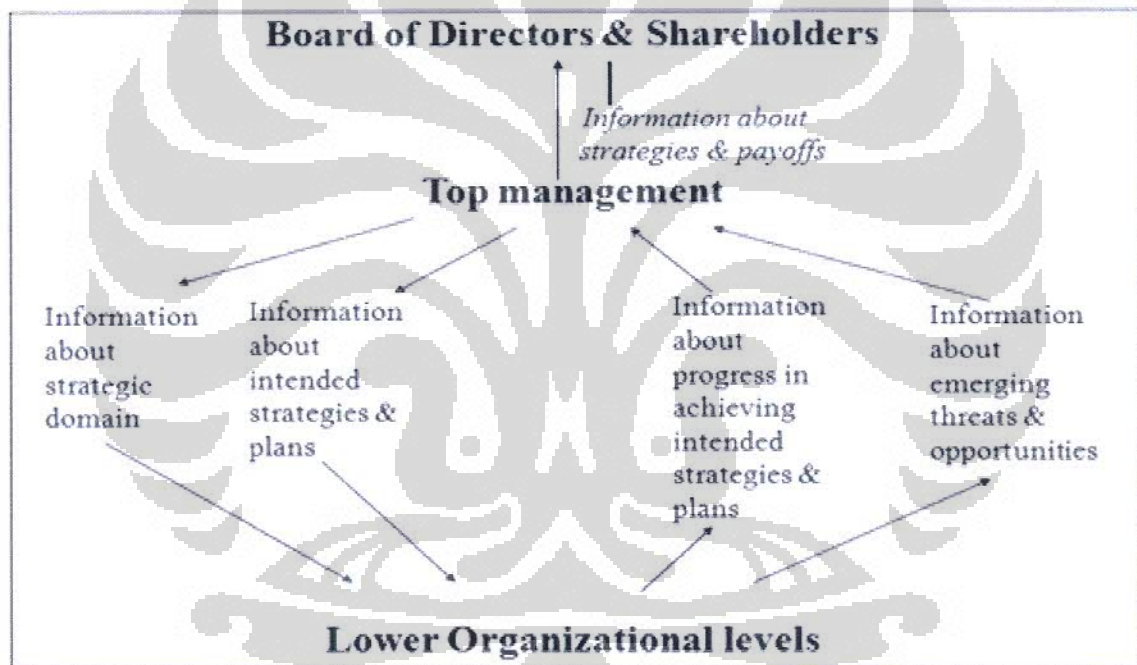 Board of Directors & Shareholders
Information about
strategies & payoffs
Top management
Information
about
strategic
domain
Information
about
intended
strategies &
plans
Information
about
progress in
achieving
intended
strategies &
plans
Information
about
emerging
threats &
opportunities
Lower Organizational levels